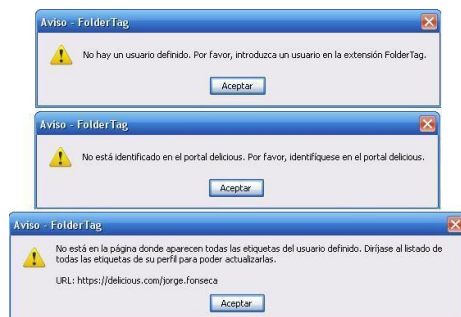 Aviso - FolderTag
No hay un usuario definido. Por favor, introduzca un usuario en la extensión FolderTag.
Aceptar
Aviso - FolderTag
No está identificado en el portal delicious. Por favor, identifíquese en el portal delicious.
Aceptar
Aviso - FolderTag
No está en la página donde aparecen todas las etiquetas del usuario definido. Diríjase al listado de
todas las etiquetas de su perfil para poder actualizarlas.
URL: https://delicious.com/jorge.fonseca
Aceptar